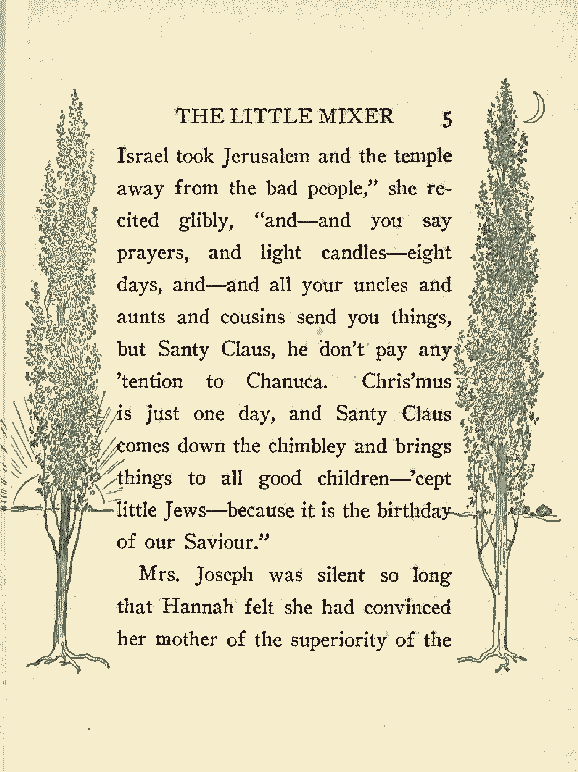 THE LITTLE MIXER 5
Israel took Jerusalem and the temple
away from the bad people,” she re-
cited glibly, “and—and you say
prayers, and light candles—eight
days, and—and all your uncles and
aunts and cousins send you things,
but Santy Claus, he don’t pay any
’tention to Chanuca. Chris’mus
is just one day, and Santy Claus
comes down the chimbley and brings
things to all good children—’cept
little Jews—because it is the birthday
of our Saviour.”
Mrs. Joseph was silent so long
that Hannah felt she had convinced
her mother of the superiority of the